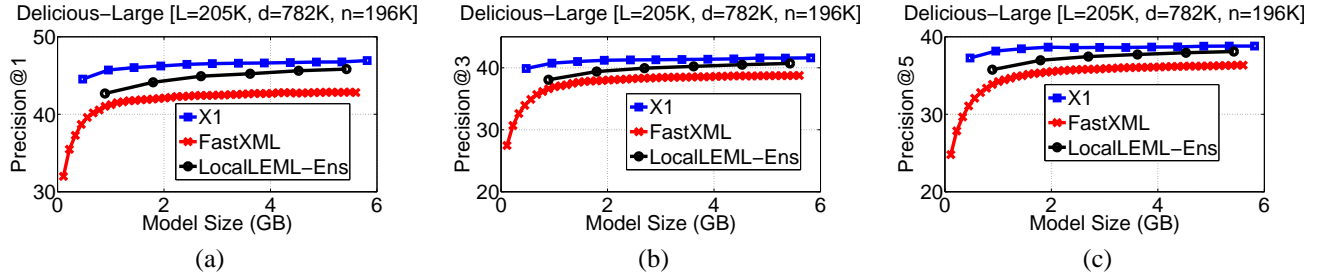 Delicious−Large [L=205K, d=782K, n=196K]
50
40
30
Precision@1
0
2
4
6
Model Size (GB)
X1
FastXML
LocalLEML−Ens
(a)
Delicious−Large [L=205K, d=782K, n=196K]
40
30
20
Precision@3
0
2
4
6
Model Size (GB)
X1
FastXML
LocalLEML−Ens
(b)
Delicious−Large [L=205K, d=782K, n=196K]
40
30
20
Precision@5
0
2
4
6
Model Size (GB)
X1
FastXML
LocalLEML−Ens
(c)